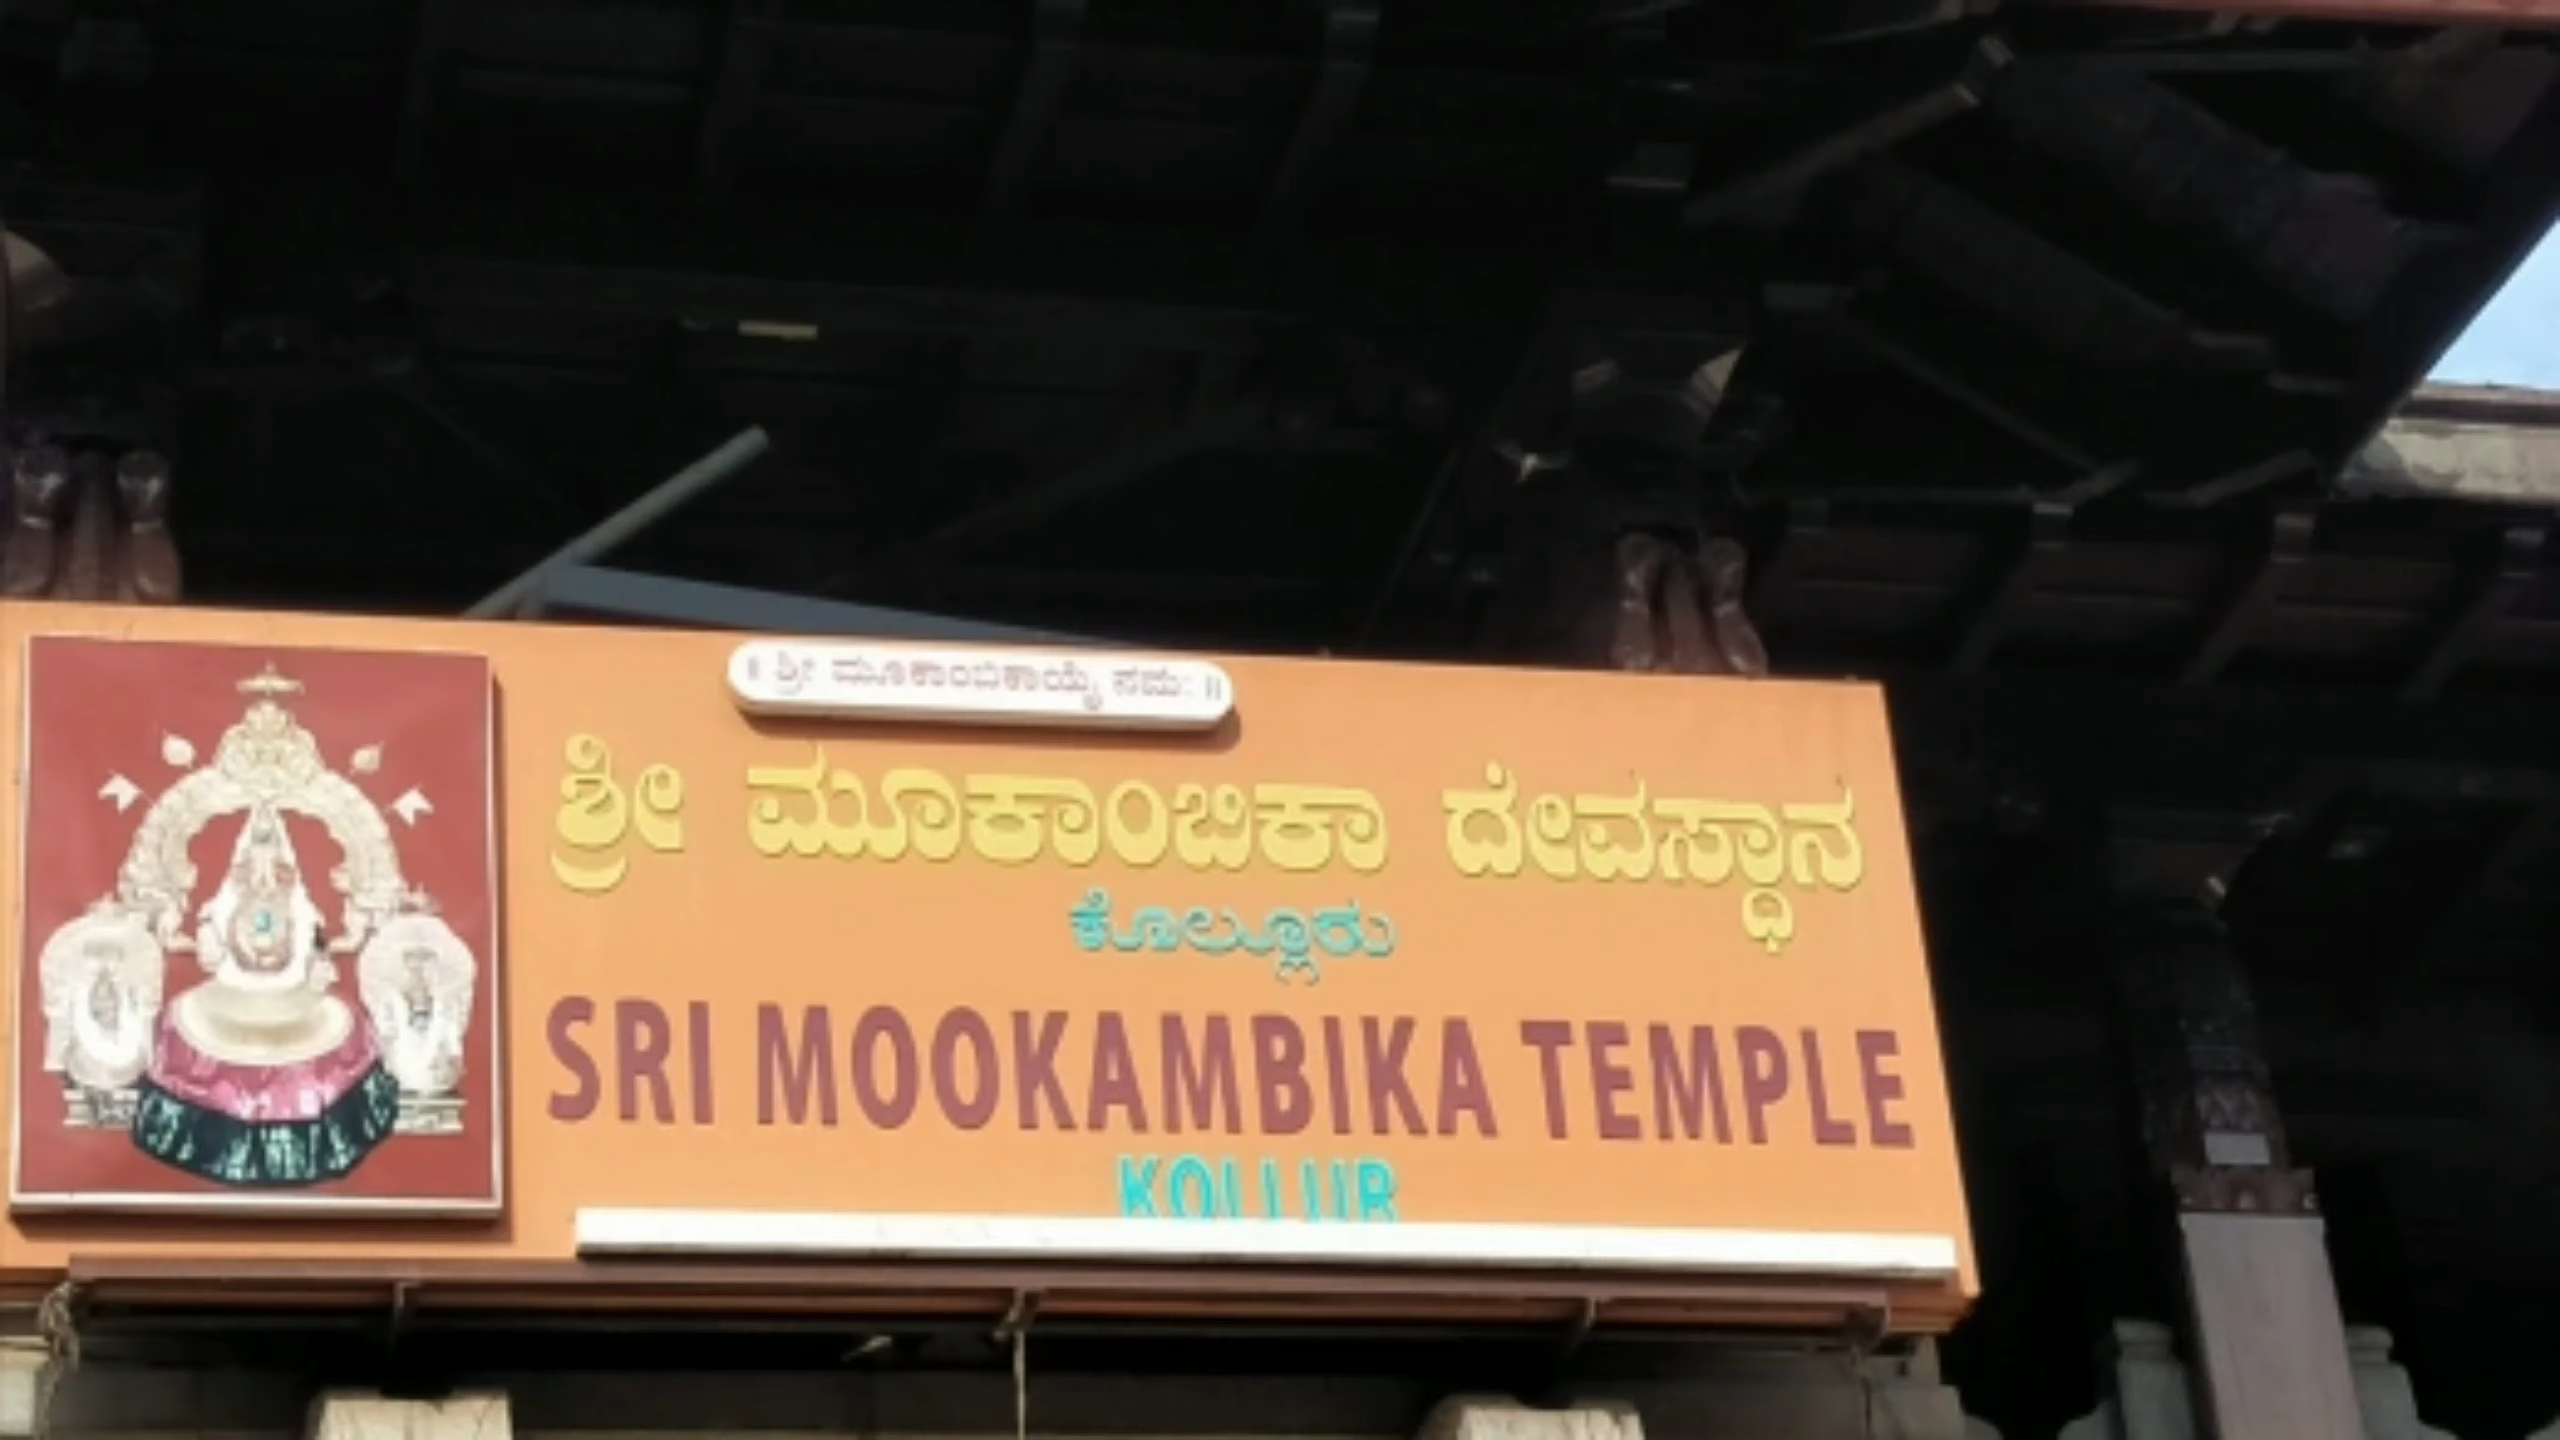 ॥ ಶ್ರೀ ಮೂಕಾಂಬಿಕಾಯೈ ನಮಃ ॥
ಶ್ರೀ ಮೂಕಾಂಬಿಕಾ ದೇವಸ್ಥಾನ
ಕೊಲ್ಲೂರು
SRI MOOKAMBIKA TEMPLE
KOLLUR